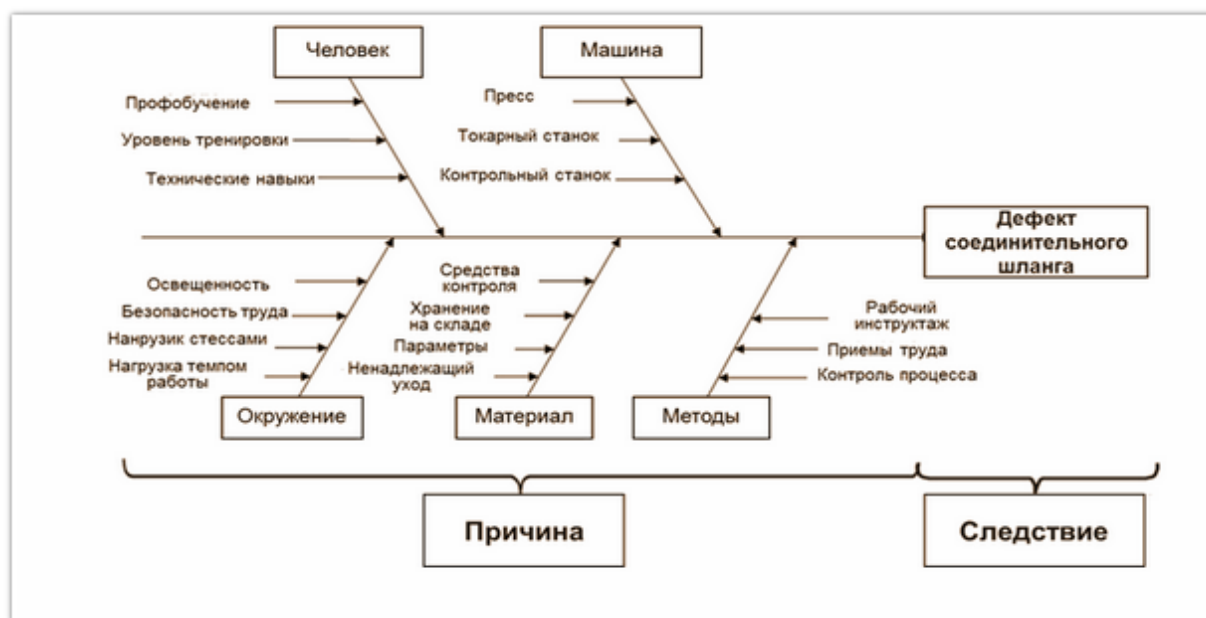 Человек
Машина
Профобучение
Пресс
Уровень тренировки
Токарный станок
Технические навыки
Контрольный станок
Дефект
соединительного
шланга
Освещенность
Безопасность труда
Нанрузик стессами
Нагрузка темпом
работы
Средства
контроля
Хранение
на складе
Параметры
Ненадлежащий
уход
Рабочий
инструктаж
Приемы труда
Контроль процесса
Окружение
Материал
Методы
Причина
Следствие